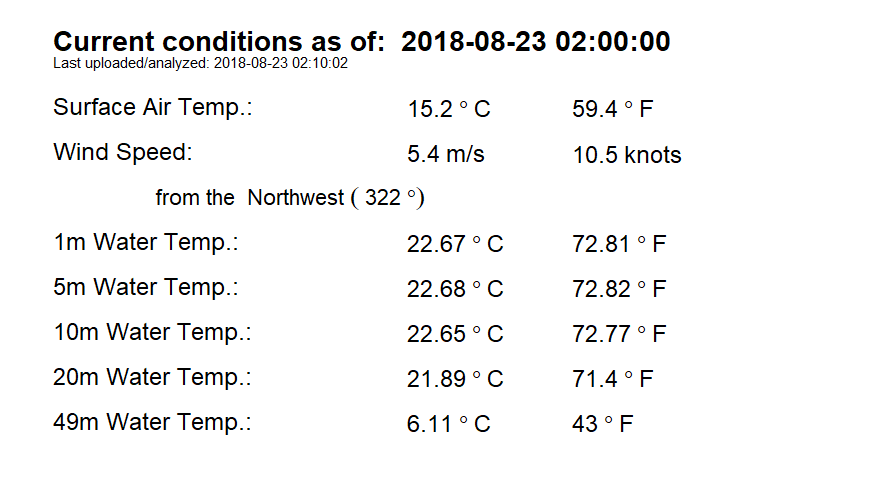 Current conditions as of: 2018-08-23 02:00:00
Last uploaded/analyzed: 2018-08-23 02:10:02
Surface Air Temp.: 15.2 ° C 59.4 ° F
Wind Speed: 5.4 m/s 10.5 knots
from the Northwest ( 322 °)
1m Water Temp.: 22.67 ° C 72.81 ° F
5m Water Temp.: 22.68 ° C 72.82 ° F
10m Water Temp.: 22.65 ° C 72.77 ° F
20m Water Temp.: 21.89 ° C 71.4 ° F
49m Water Temp.: 6.11 ° C 43 ° F